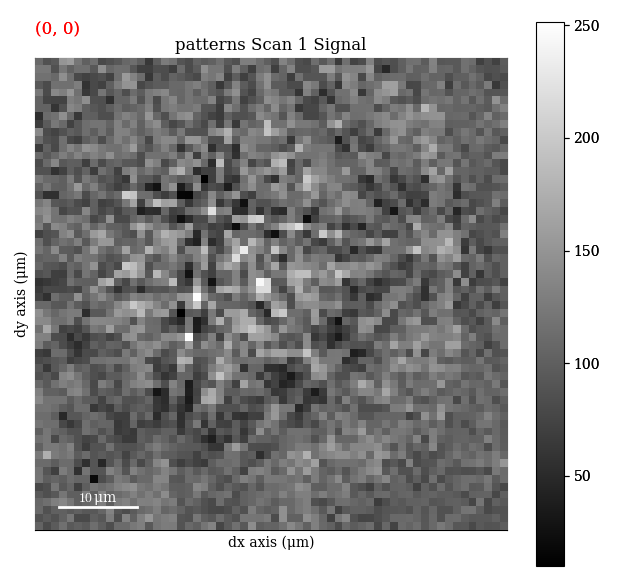 (0, 0)
patterns Scan 1 Signal
250
200
150
100
50
dy axis (μm)
10 μm
dx axis (μm)